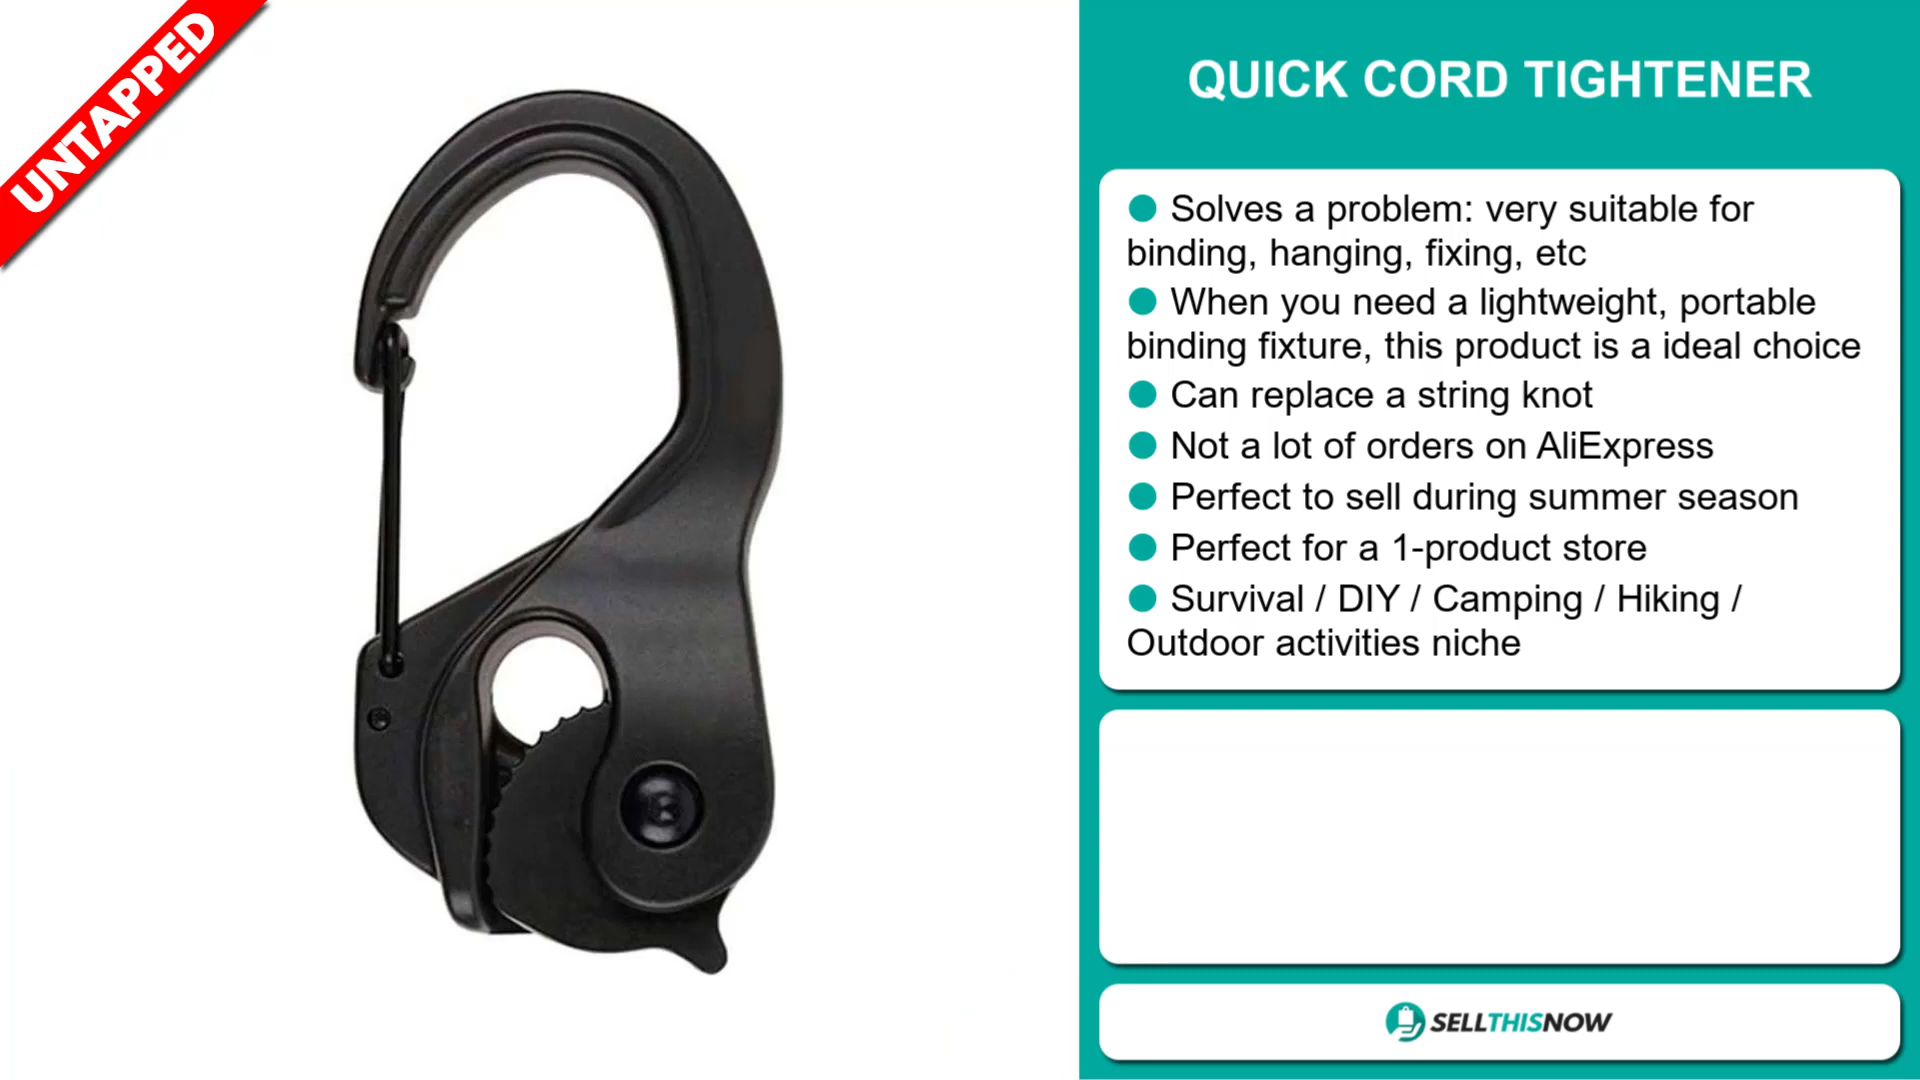 UNTAPPED
QUICK CORD TIGHTENER
● Solves a problem: very suitable for
binding, hanging, fixing, etc
● When you need a lightweight, portable
binding fixture, this product is a ideal choice
● Can replace a string knot
● Not a lot of orders on AliExpress
● Perfect to sell during summer season
● Perfect for a 1-product store
● Survival / DIY / Camping / Hiking /
Outdoor activities niche
SELLTHISNOW